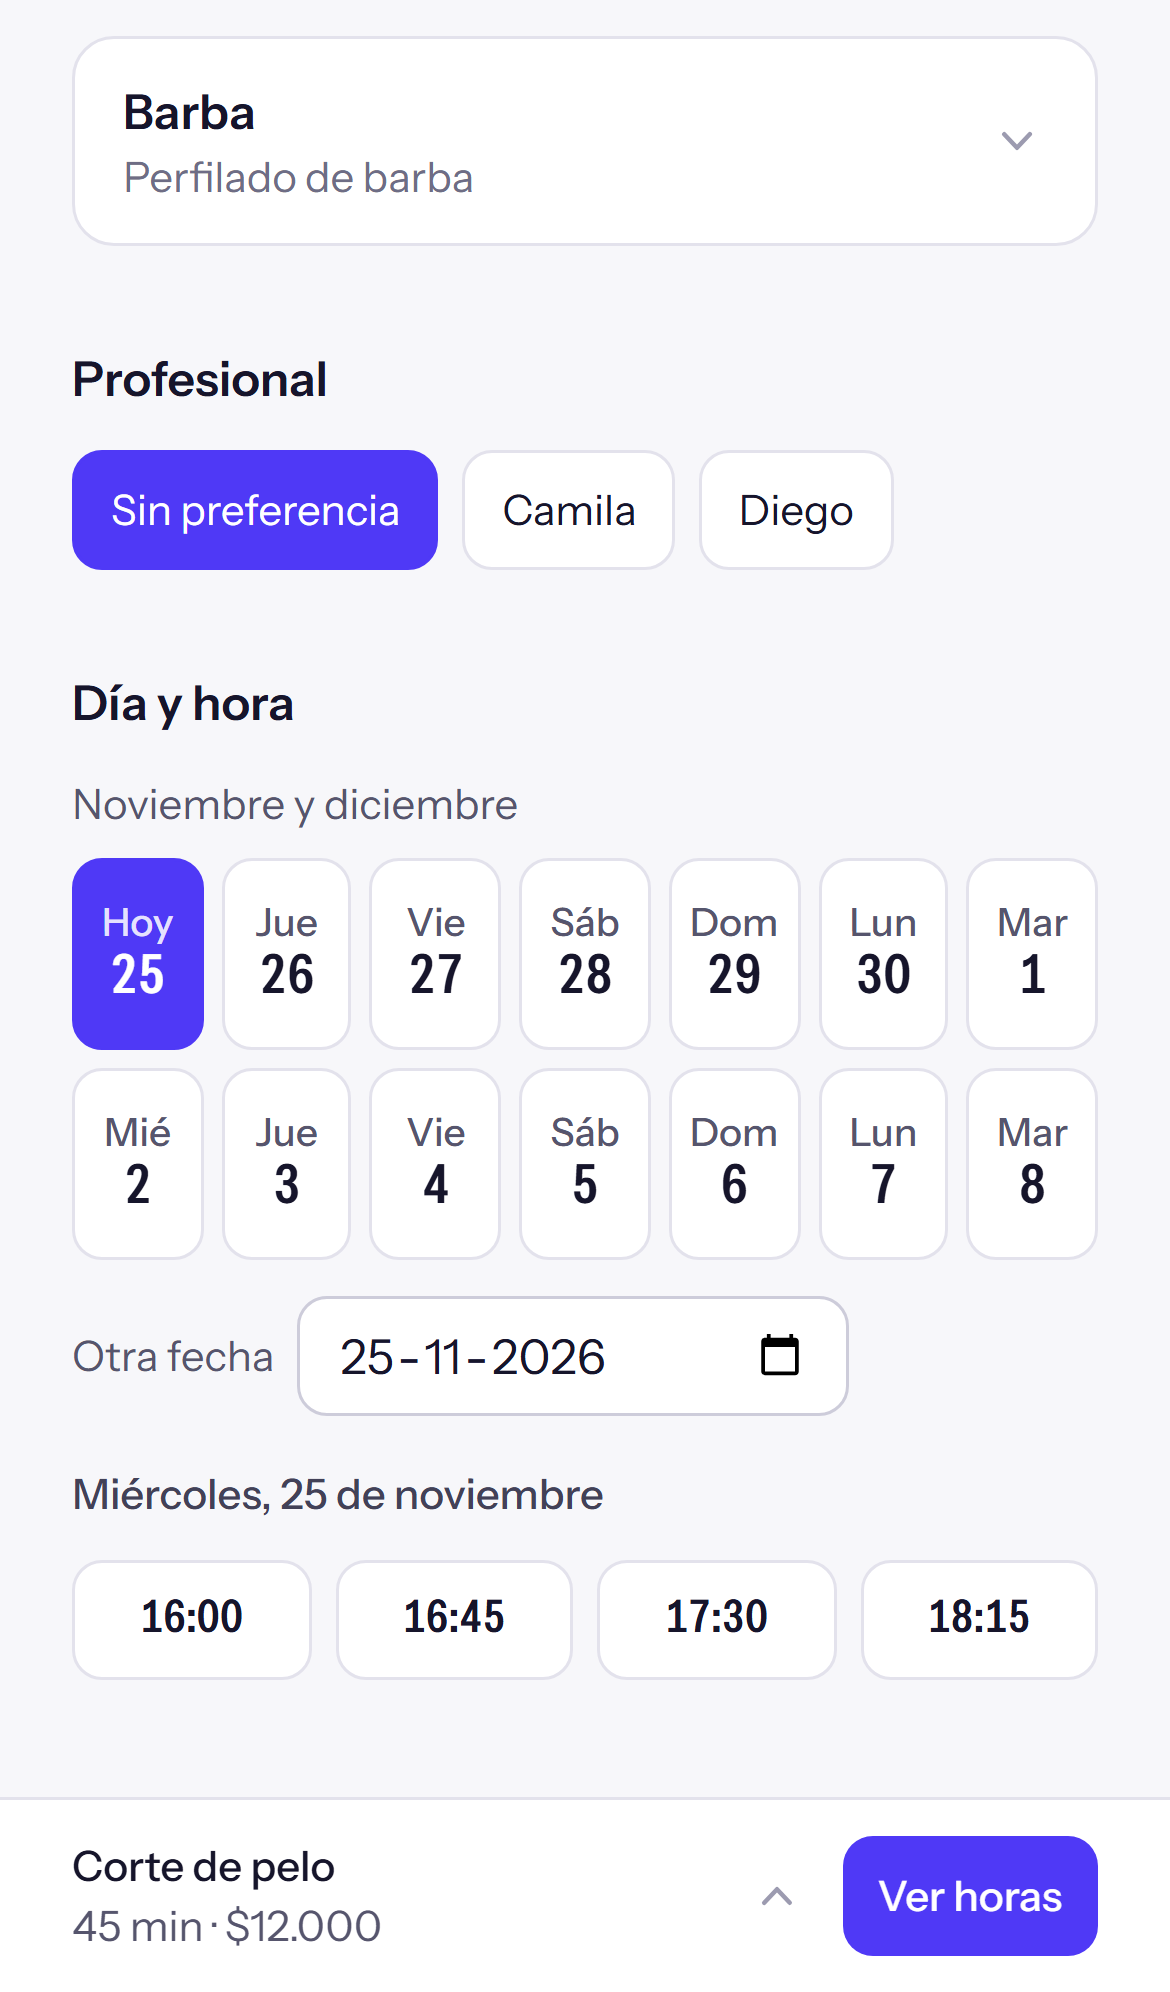 Barba
Perfilado de barba
Profesional
Sin preferencia Camila Diego
Día y hora
Noviembre y diciembre
Hoy Jue Vie Sáb Dom Lun Mar
25 26 27 28 29 30 1
Mié Jue Vie Sáb Dom Lun Mar
2 3 4 5 6 7 8
Otra fecha 25-11-2026
Miércoles, 25 de noviembre
16:00 16:45 17:30 18:15
Corte de pelo
45 min · $12.000
Ver horas